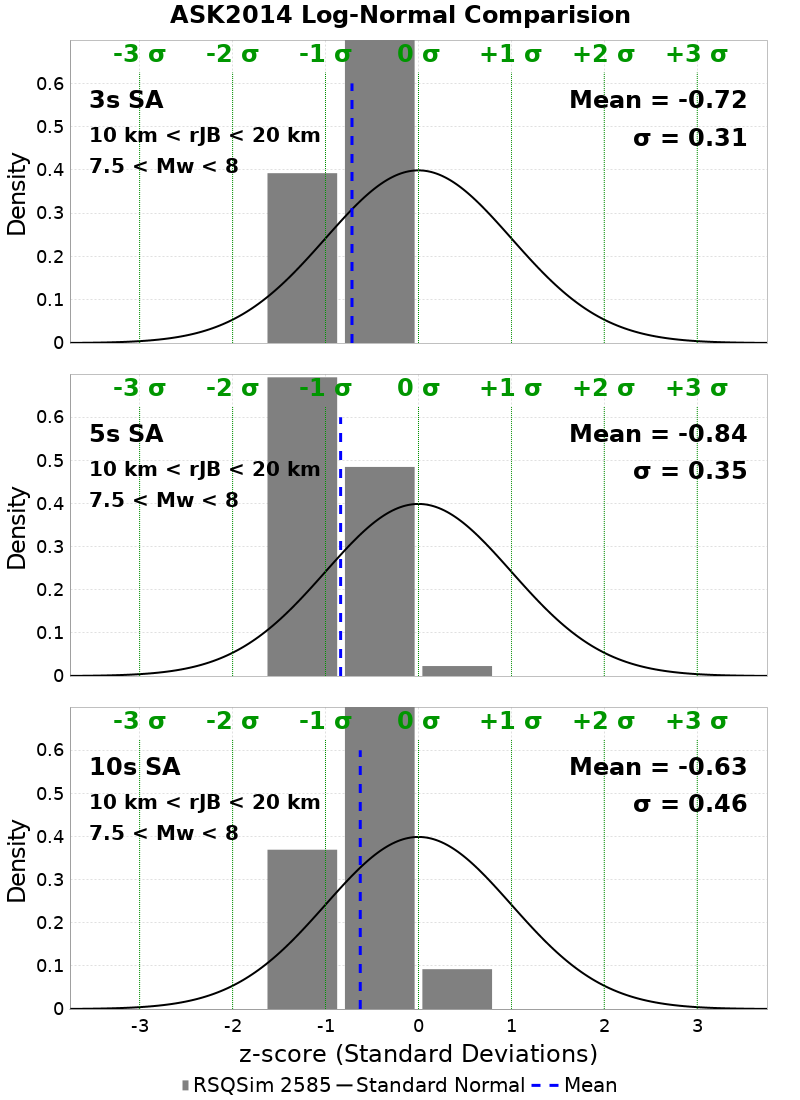 ASK2014 Log-Normal Comparision
-3 σ -2 σ -1 σ 0 σ +1 σ +2 σ +3 σ
3s SA
10 km < rJB < 20 km
7.5 < Mw < 8
Mean = -0.72
σ = 0.31
Density
0.6
0.5
0.4
0.3
0.2
0.1
0
-3 σ -2 σ -1 σ 0 σ +1 σ +2 σ +3 σ
5s SA
10 km < rJB < 20 km
7.5 < Mw < 8
Mean = -0.84
σ = 0.35
Density
0.6
0.5
0.4
0.3
0.2
0.1
0
-3 σ -2 σ -1 σ 0 σ +1 σ +2 σ +3 σ
10s SA
10 km < rJB < 20 km
7.5 < Mw < 8
Mean = -0.63
σ = 0.46
Density
0.6
0.5
0.4
0.3
0.2
0.1
0
-3 -2 -1 0 1 2 3
z-score (Standard Deviations)
RSQSim 2585 Standard Normal Mean